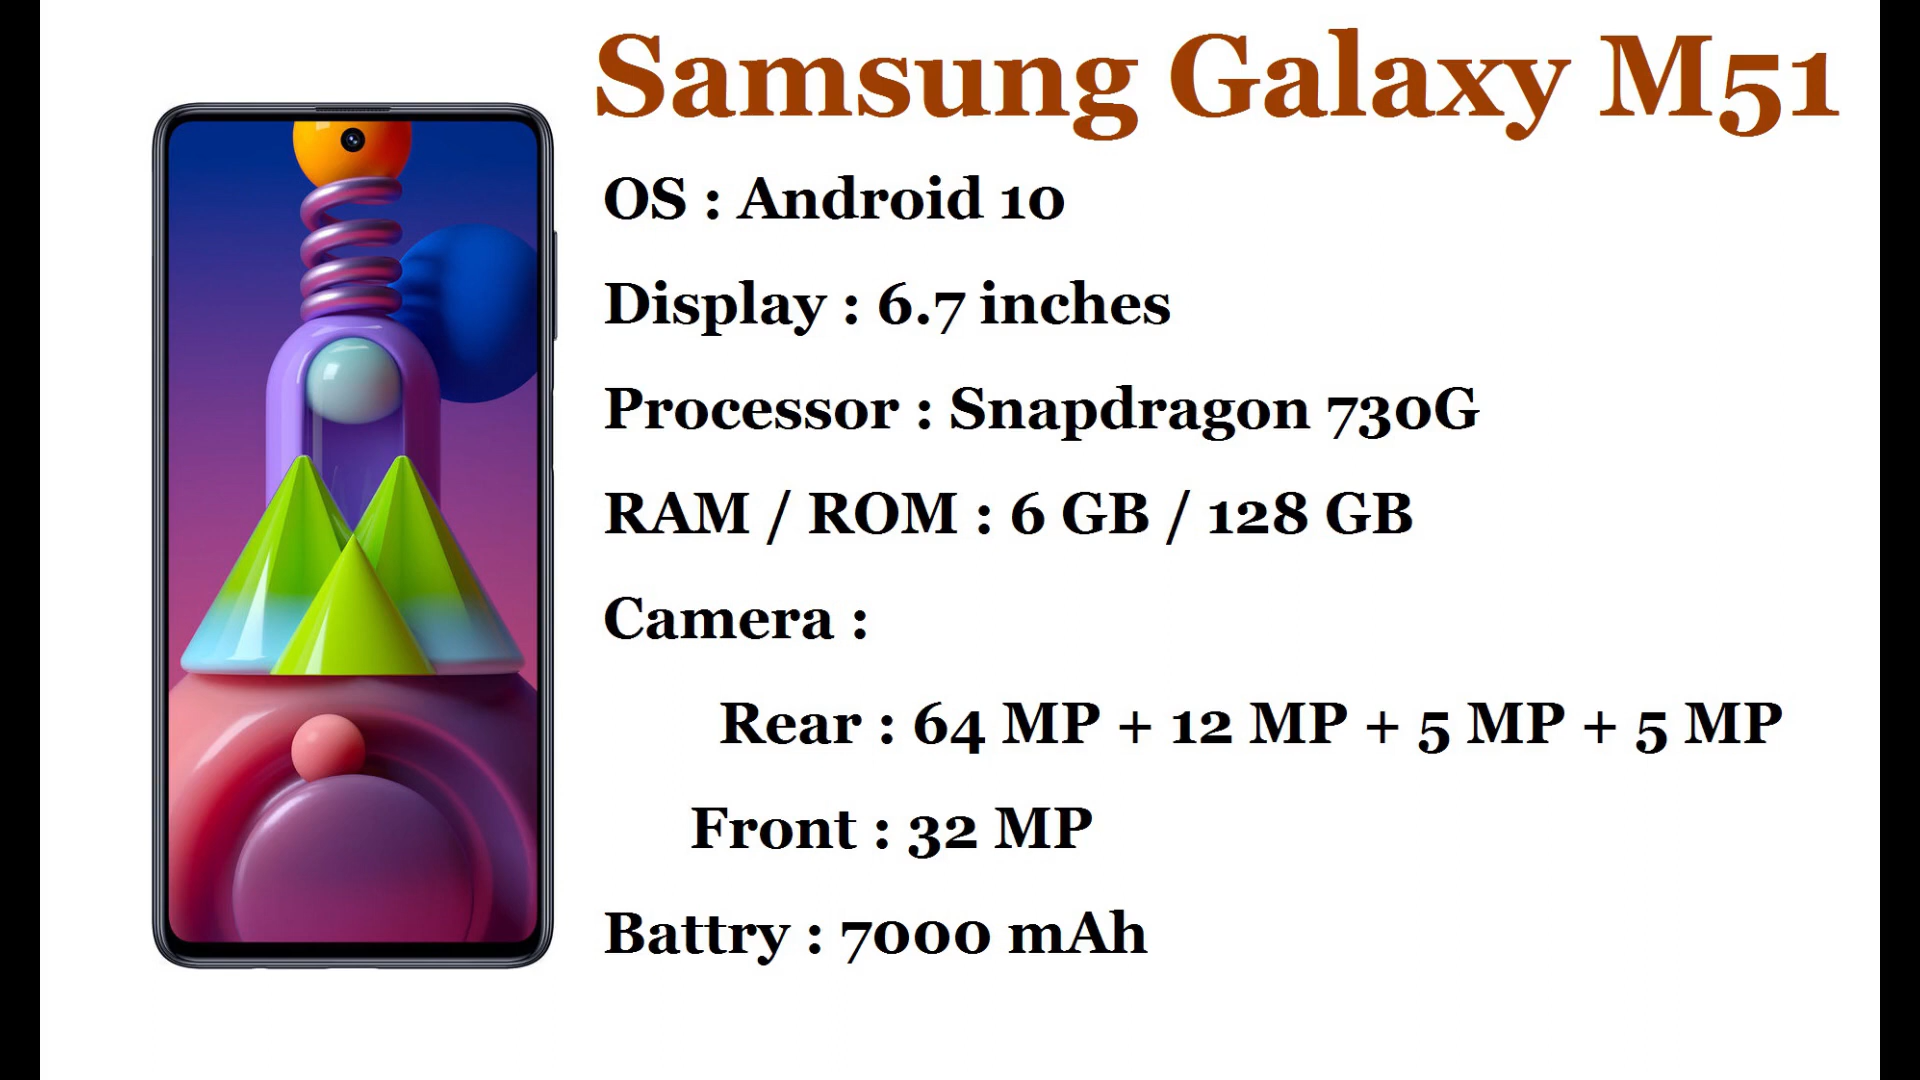 Samsung Galaxy M51
OS : Android 10
Display : 6.7 inches
Processor : Snapdragon 730G
RAM / ROM : 6 GB / 128 GB
Camera :
Rear : 64 MP + 12 MP + 5 MP + 5 MP
Front : 32 MP
Battry : 7000 mAh